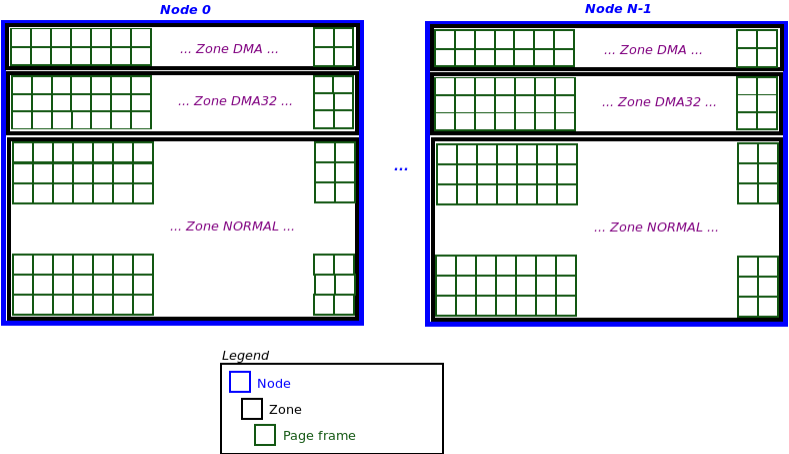 Node 0
Node N-1
... Zone DMA ...
... Zone DMA ...
... Zone DMA32 ...
... Zone DMA32 ...
...
... Zone NORMAL ...
... Zone NORMAL ...
Legend
Node
Zone
Page frame